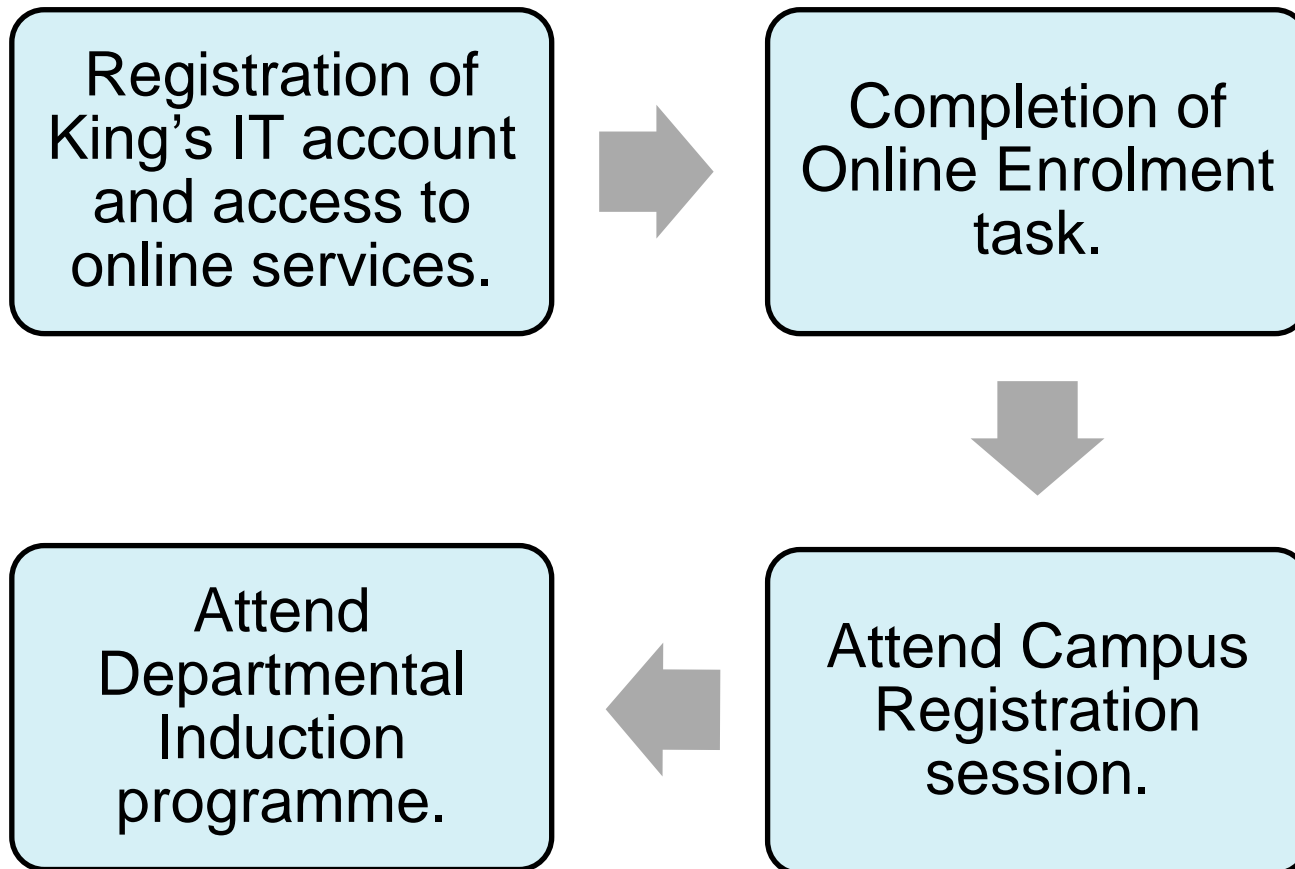 Registration of
King’s IT account
and access to
online services.
Completion of
Online Enrolment
task.
Attend Campus
Registration
session.
Attend
Departmental
Induction
programme.